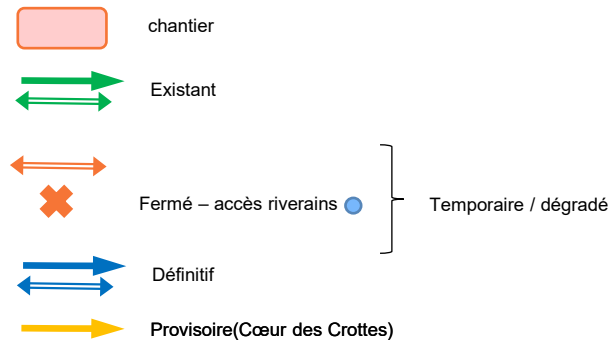 chantier
Existant
Fermé – accès riverains
Temporaire / dégradé
Définitif
Provisoire(Cœur des Crottes)